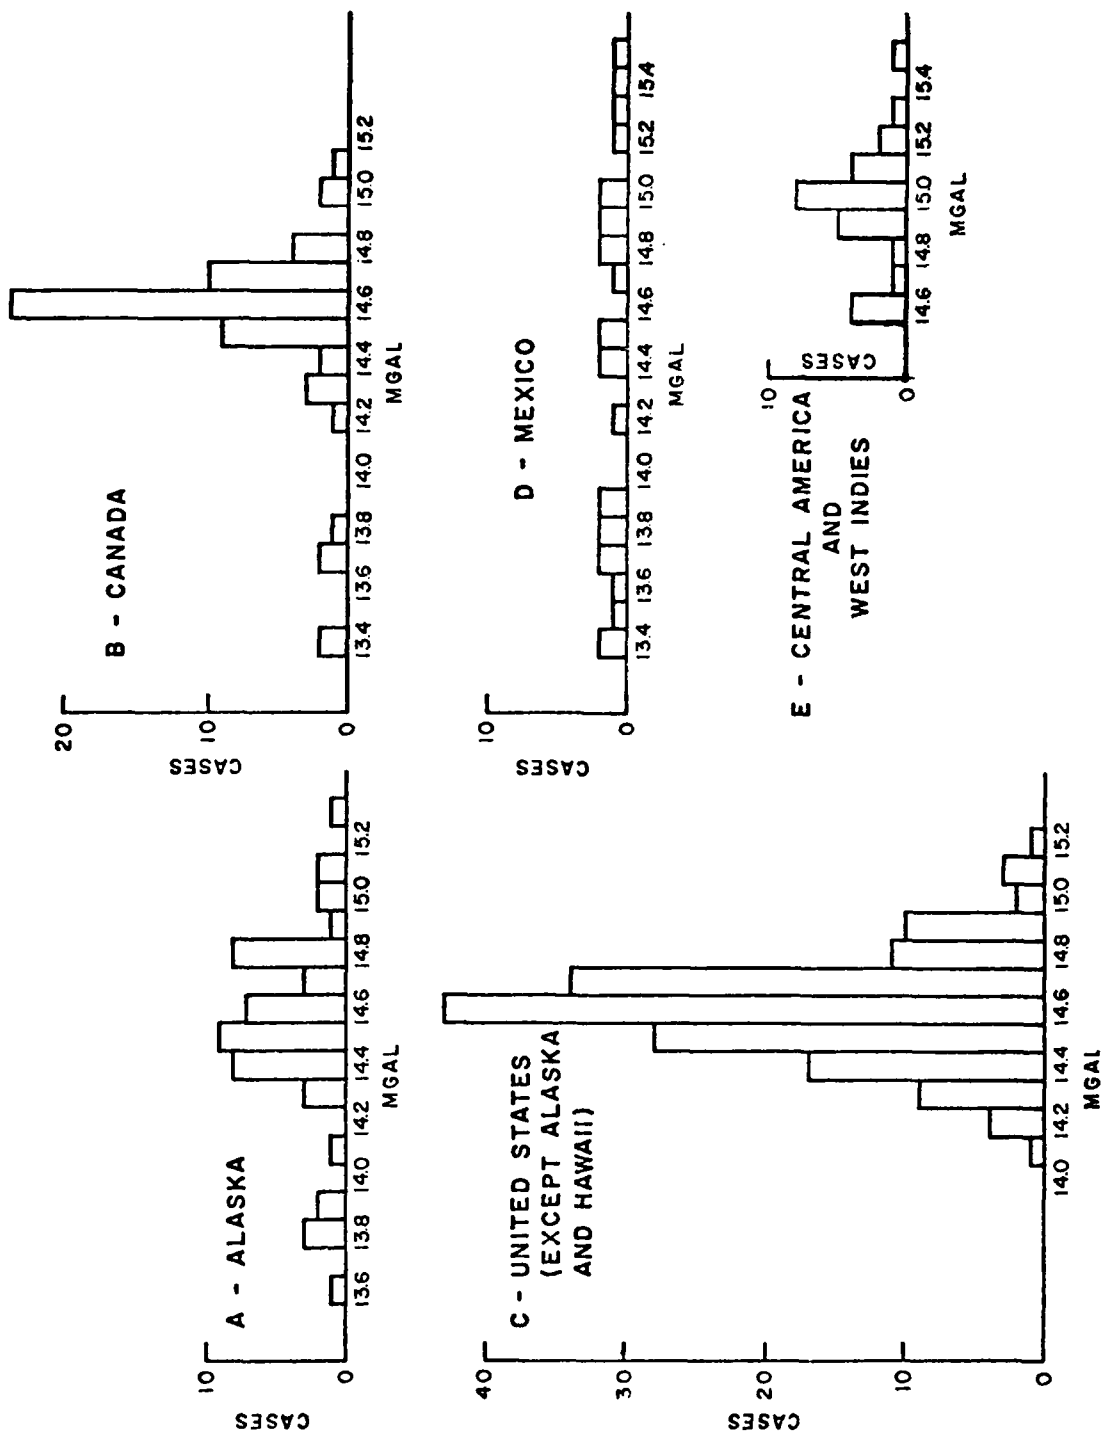 A - ALASKA
CASES
10
0
13.6 13.8 14.0 14.2 14.4 14.6 14.8 15.0 15.2
MGAL
B - CANADA
CASES
20
10
0
13.4 13.6 13.8 14.0 14.2 14.4 14.6 14.8 15.0 15.2
MGAL
C - UNITED STATES
(EXCEPT ALASKA
AND HAWAII)
CASES
40
30
20
10
0
14.0 14.2 14.4 14.6 14.8 15.0 15.2
MGAL
D - MEXICO
CASES
10
0
13.4 13.6 13.8 14.0 14.2 14.4 14.6 14.8 15.0 15.2 15.4
MGAL
E - CENTRAL AMERICA
AND
WEST INDIES
CASES
10
0
14.6 14.8 15.0 15.2 15.4
MGAL